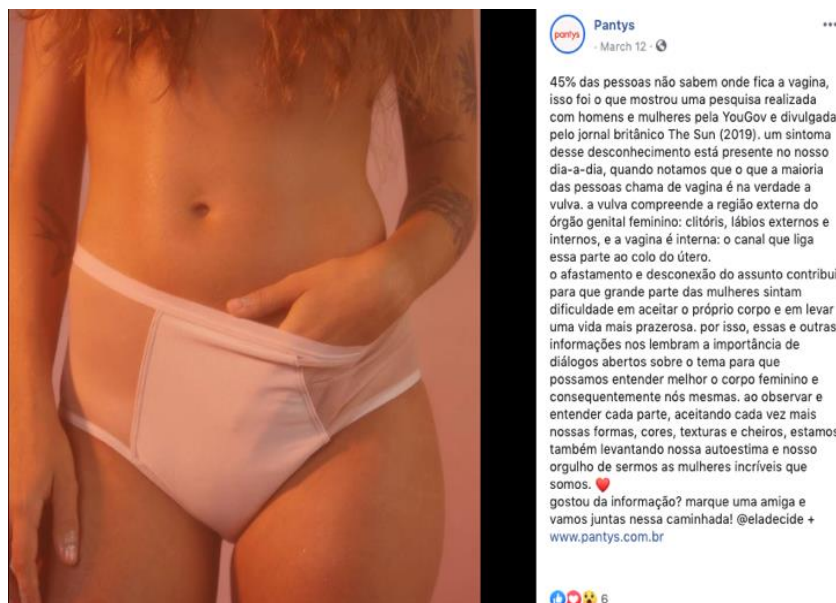 pantys
Pantys
· March 12 ·
45% das pessoas não sabem onde fica a vagina,
isso foi o que mostrou uma pesquisa realizada
com homens e mulheres pela YouGov e divulgada
pelo jornal britânico The Sun (2019). um sintoma
desse desconhecimento está presente no nosso
dia-a-dia, quando notamos que o que a maioria
das pessoas chama de vagina é na verdade a
vulva. a vulva compreende a região externa do
órgão genital feminino: clitóris, lábios externos e
internos, e a vagina é interna: o canal que liga
essa parte ao colo do útero.
o afastamento e desconexão do assunto contribui
para que grande parte das mulheres sintam
dificuldade em aceitar o próprio corpo e em levar
uma vida mais prazerosa. por isso, essas e outras
informações nos lembram a importância de
diálogos abertos sobre o tema para que
possamos entender melhor o corpo feminino e
consequentemente nós mesmas. ao observar e
entender cada parte, aceitando cada vez mais
nossas formas, cores, texturas e cheiros, estamos
também levantando nossa autoestima e nosso
orgulho de sermos as mulheres incríveis que
somos. ❤️
gostou da informação? marque uma amiga e
vamos juntas nessa caminhada! @eladecide +
www.pantys.com.br
6